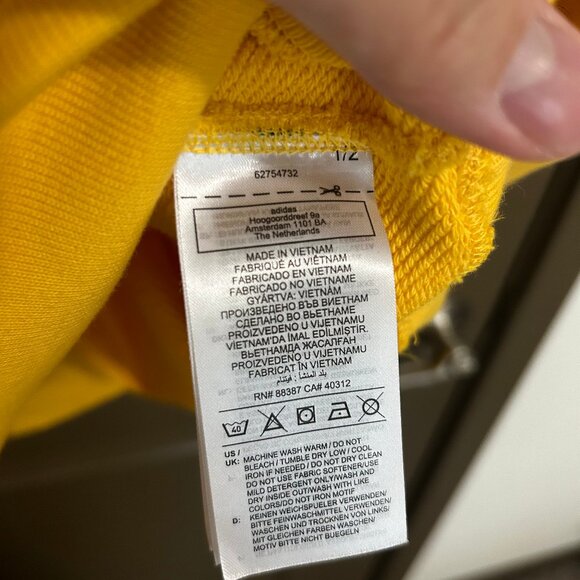 1/2
62754732
adidas
Hoogoorddreef 9a
Amsterdam 1101 BA
The Netherlands
MADE IN VIETNAM
FABRIQUÉ AU VIÊTNAM
FABRICADO EN VIETNAM
FABRICADO NO VIETNAME
GYÁRTVA: VIETNÁM
ПРОИЗВЕДЕНО ВЪВ ВИЕТНАМ
СДЕЛАНО ВО ВЬЕТНАМЕ
PROIZVEDENO U VIJETNAMU
VIETNAM'DA İMAL EDİLMİŞTİR.
ВЬЕТНАМДА ЖАСАЛҒАН
PROIZVEDENO U VIJETNAMU
FABRICAT ÎN VIETNAM
بلد المنشأ: فيتنام
RN# 88387 CA# 40312
40
US /
UK: MACHINE WASH WARM / DO NOT
BLEACH / TUMBLE DRY LOW / COOL
IRON IF NEEDED / DO NOT DRY CLEAN
DO NOT USE FABRIC SOFTENER/USE
MILD DETERGENT ONLY/WASH AND
DRY INSIDE OUT/WASH WITH LIKE
COLORS/DO NOT IRON MOTIF
D: KEINEN WEICHSPUELER VERWENDEN/
BITTE FEINWASCHMITTEL VERWENDEN/
WASCHEN UND TROCKNEN VON LINKS/
MIT GLEICHEN FARBEN WASCHEN/
MOTIV BITTE NICHT BUEGELN